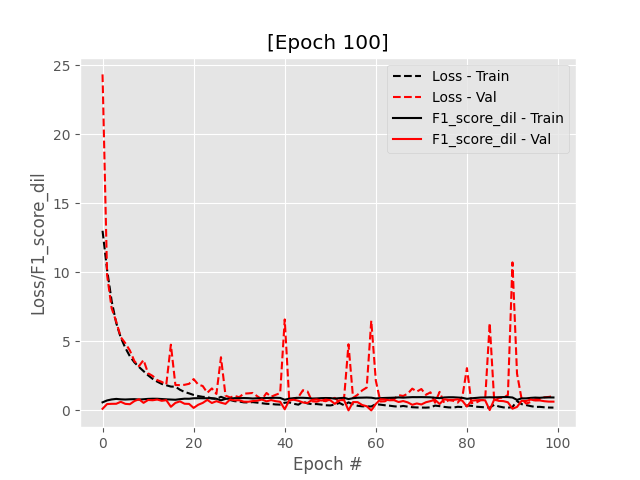 [Epoch 100]
Loss - Train
Loss - Val
F1_score_dil - Train
F1_score_dil - Val
25
20
15
10
5
0
Loss/F1_score_dil
0 20 40 60 80 100
Epoch #